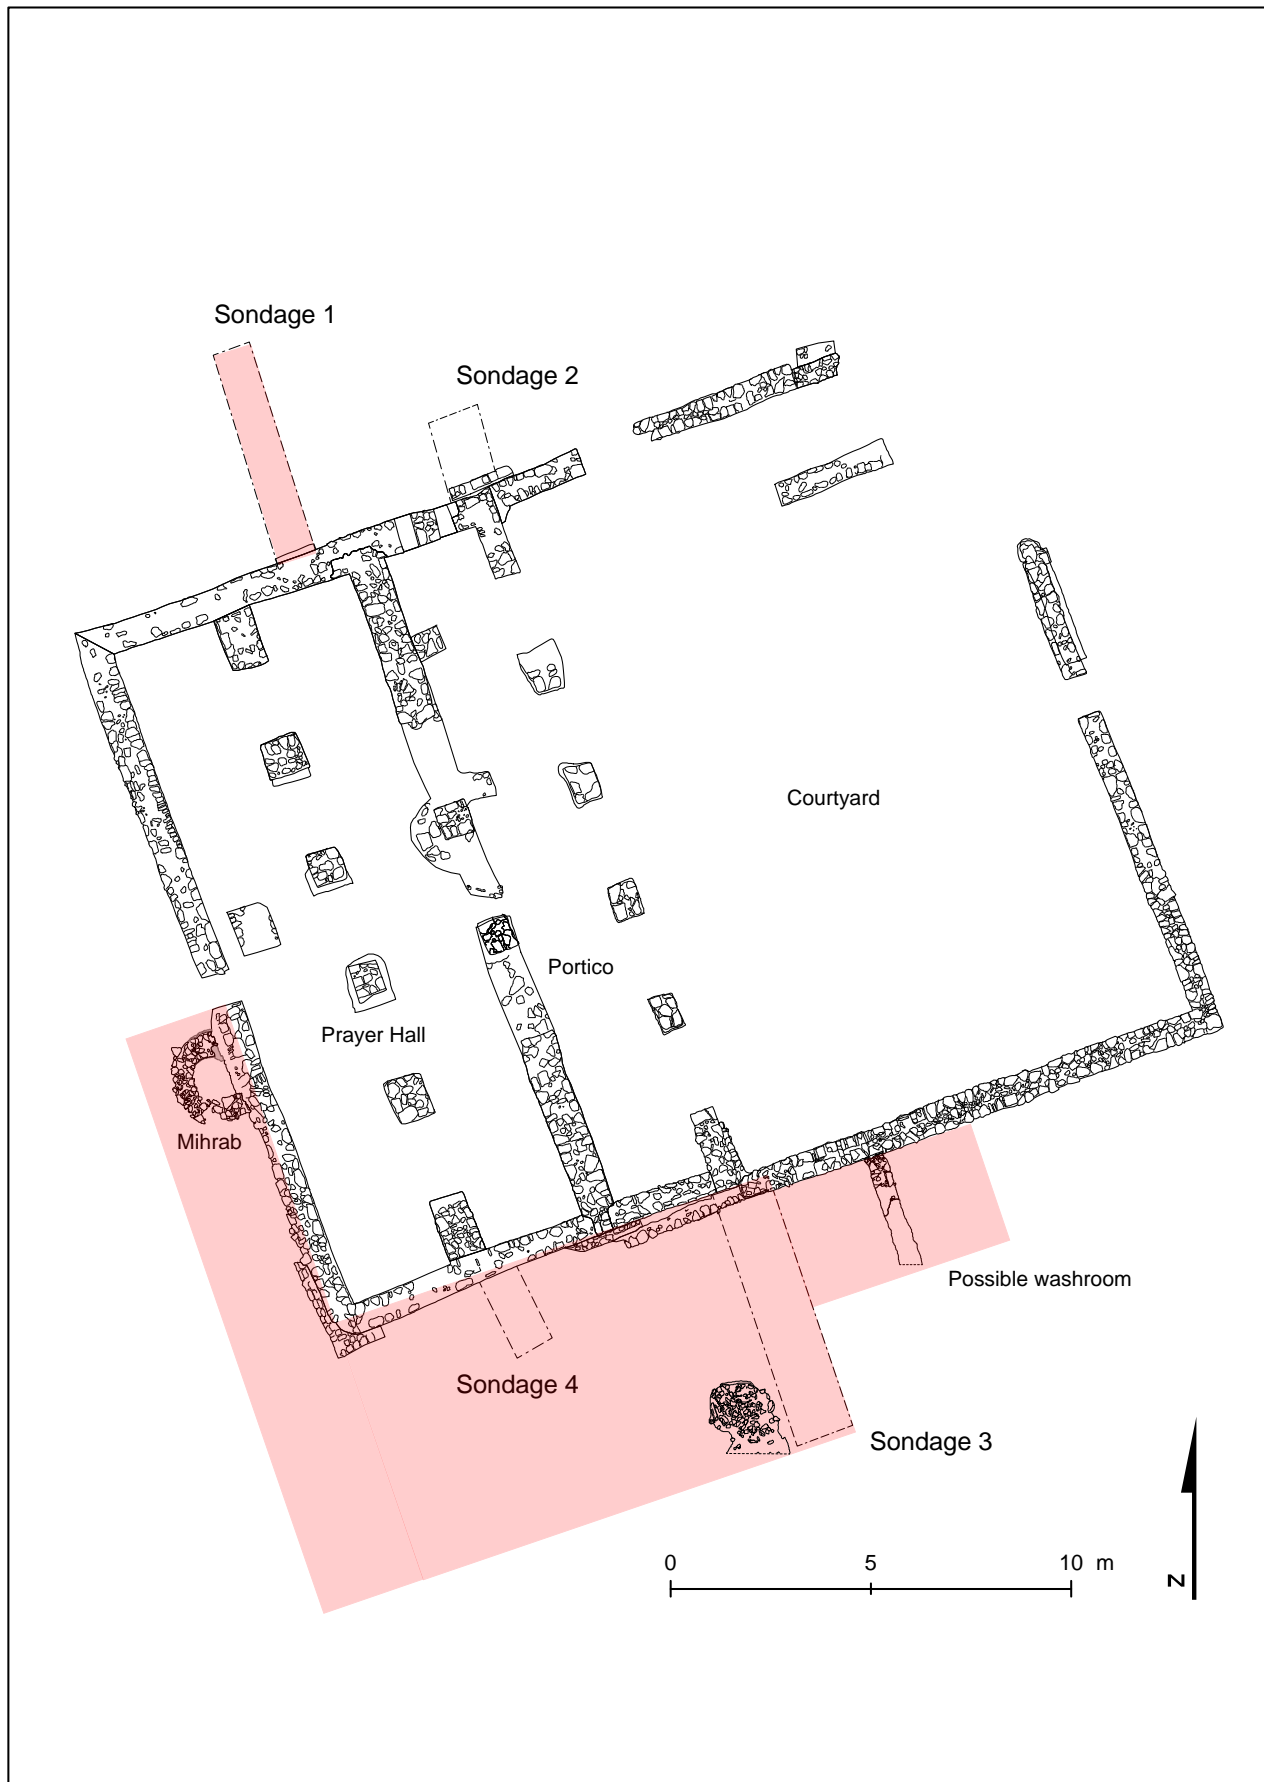 Sondage 1
Sondage 2
Courtyard
Portico
Prayer Hall
Mihrab
Possible washroom
Sondage 4
Sondage 3
0 5 10 m
N